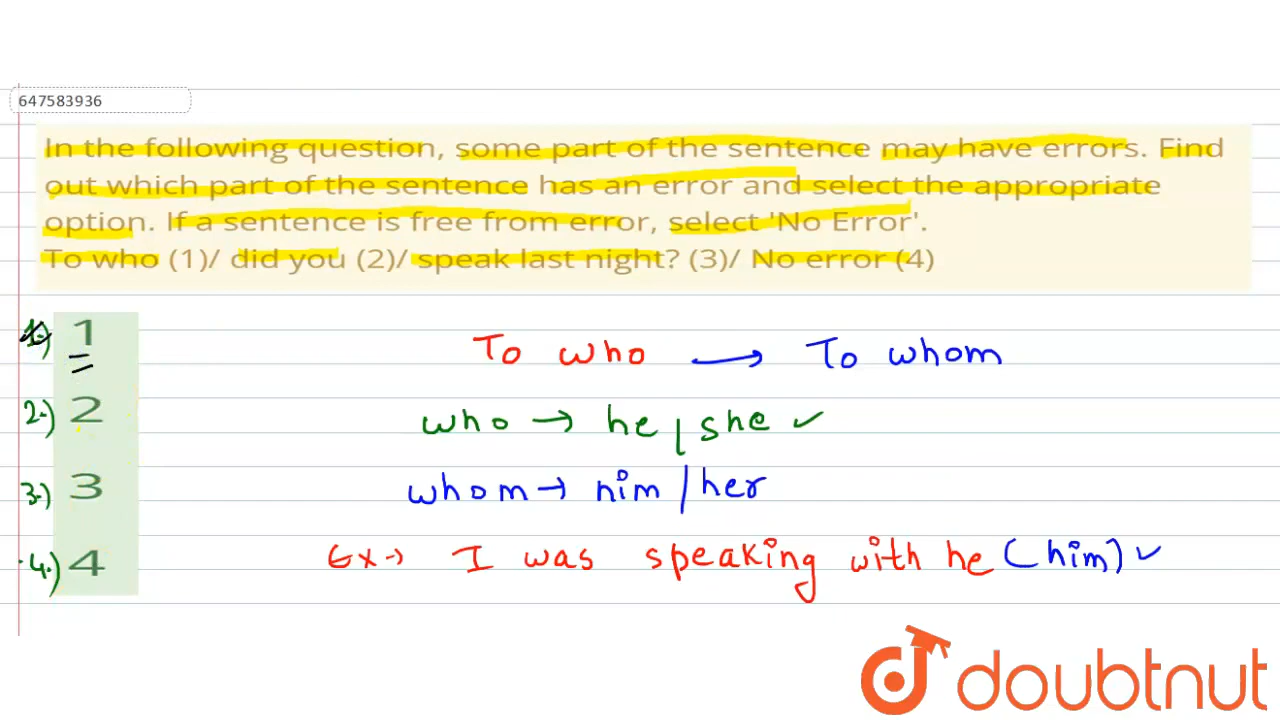 647583936
In the following question, some part of the sentence may have errors. Find
out which part of the sentence has an error and select the appropriate
option. If a sentence is free from error, select 'No Error'.
To who (1)/ did you (2)/ speak last night? (3)/ No error (4)
1.) 1
To who → To whom
2.) 2
who → he/she ✓
3.) 3
whom → him/her
4.) 4
Ex→ I was speaking with he (him) ✓
doubtnut